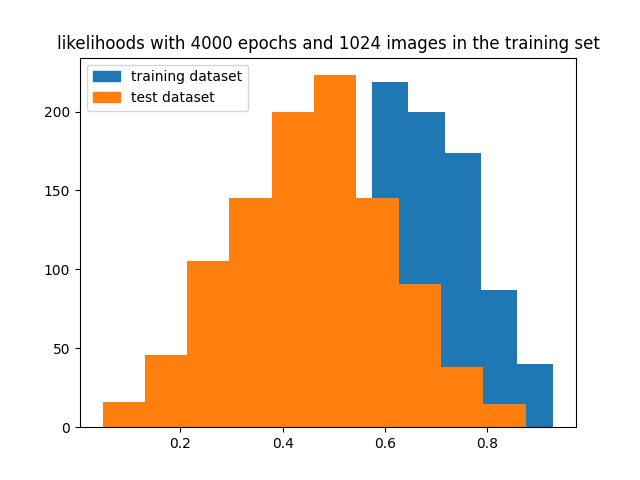 likelihoods with 4000 epochs and 1024 images in the training set
training dataset
test dataset
200
150
100
50
0
0.2 0.4 0.6 0.8